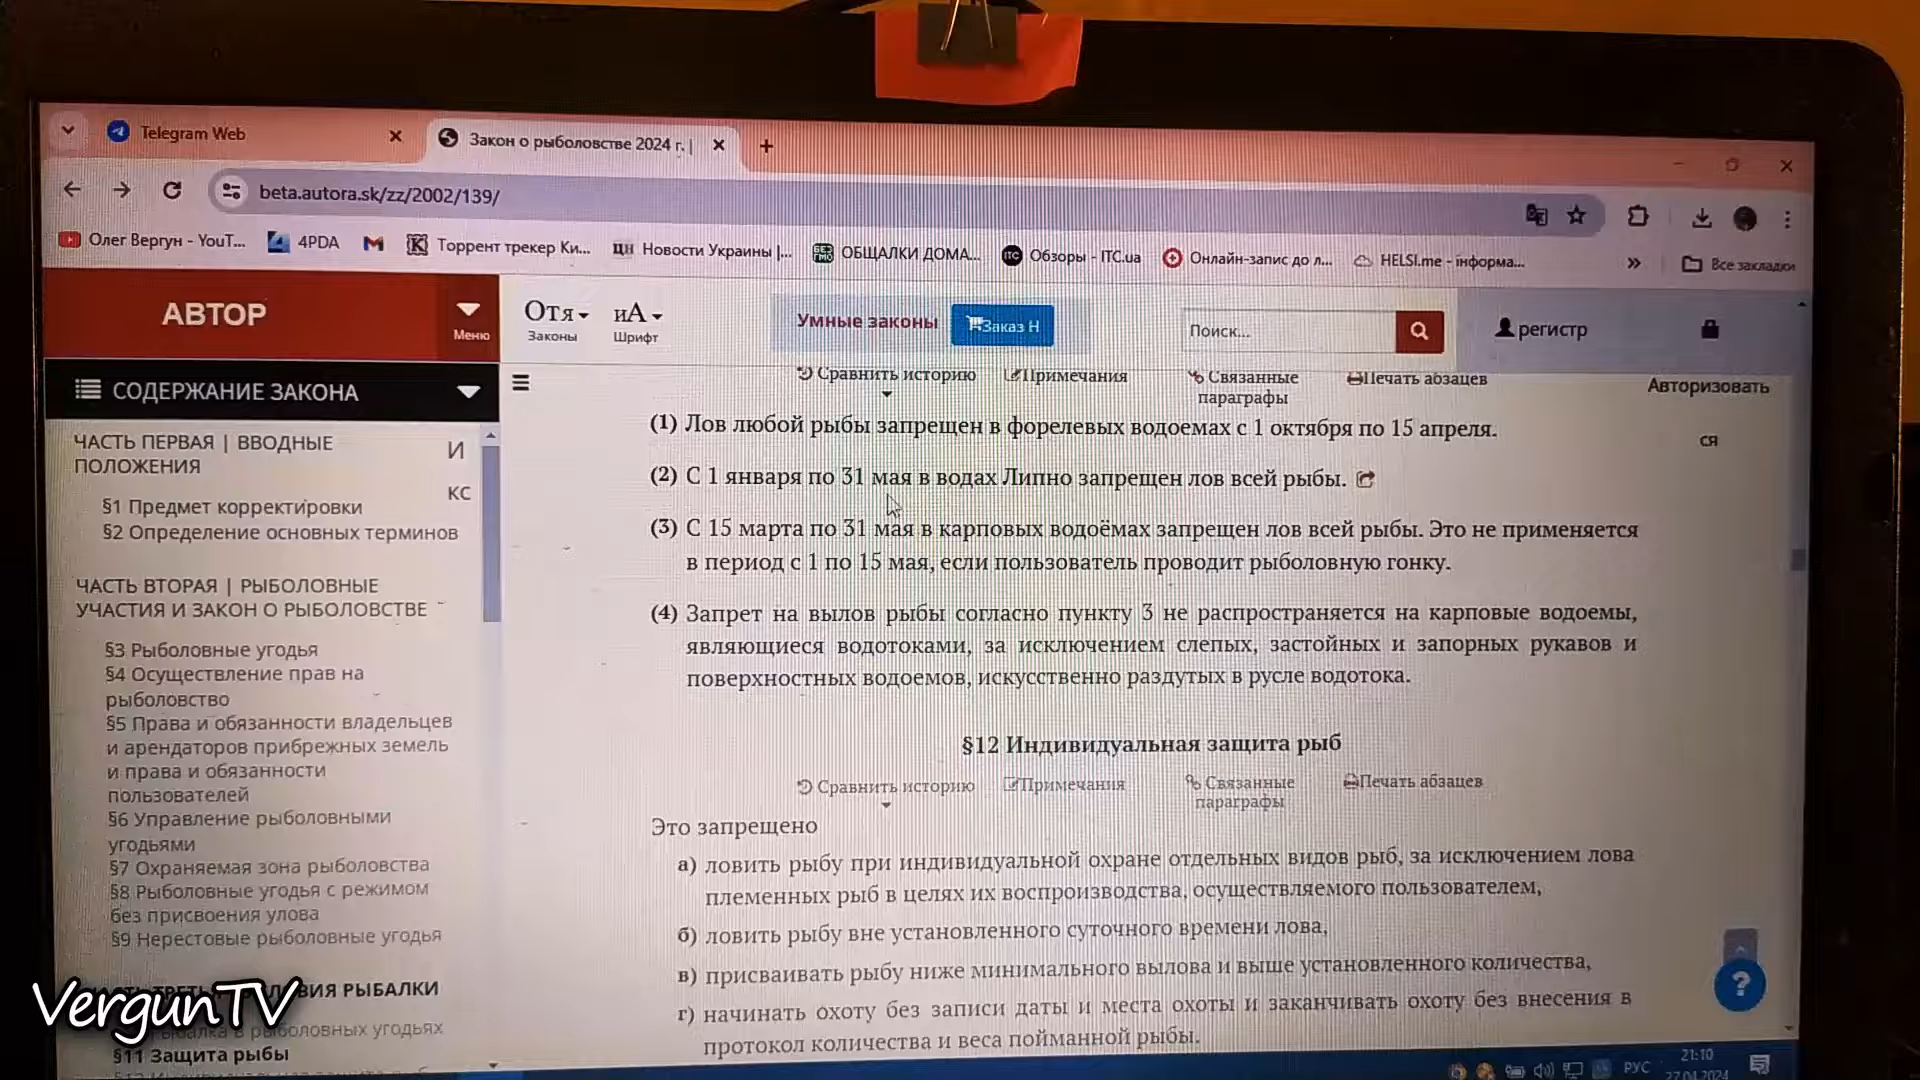 Telegram Web
Закон о рыболовстве 2024 г. |
beta.autora.sk/zz/2002/139/
Олег Вергун - YouT...
4PDA
Торрент трекер Ки...
Новости Украины |...
ОБЩАЛКИ ДОМА...
Обзоры - ITC.ua
Онлайн-запис до л...
HELSI.me - інформа...
»
Все закладки
АВТОР
Меню
Отя
Законы
иА
Шрифт
Умные законы
Заказ Н
Поиск...
регистр
Авторизовать
ся
СОДЕРЖАНИЕ ЗАКОНА
ЧАСТЬ ПЕРВАЯ | ВВОДНЫЕ
ПОЛОЖЕНИЯ
И
КС
§1 Предмет корректировки
§2 Определение основных терминов
ЧАСТЬ ВТОРАЯ | РЫБОЛОВНЫЕ
УЧАСТИЯ И ЗАКОН О РЫБОЛОВСТВЕ
§3 Рыболовные угодья
§4 Осуществление прав на
рыболовство
§5 Права и обязанности владельцев
и арендаторов прибрежных земель
и права и обязанности
пользователей
§6 Управление рыболовными
угодьями
§7 Охраняемая зона рыболовства
§8 Рыболовные угодья с режимом
без присвоения улова
§9 Нерестовые рыболовные угодья
РЫБАЛКИ
в рыболовных угодьях
§11 Защита рыбы
Сравнить историю
Примечания
Связанные
параграфы
Печать абзацев
(1) Лов любой рыбы запрещен в форелевых водоемах с 1 октября по 15 апреля.
(2) С 1 января по 31 мая в водах Липно запрещен лов всей рыбы.
(3) С 15 марта по 31 мая в карповых водоёмах запрещен лов всей рыбы. Это не применяется
в период с 1 по 15 мая, если пользователь проводит рыболовную гонку.
(4) Запрет на вылов рыбы согласно пункту 3 не распространяется на карповые водоемы,
являющиеся водотоками, за исключением слепых, застойных и запорных рукавов и
поверхностных водоемов, искусственно раздутых в русле водотока.
§12 Индивидуальная защита рыб
Сравнить историю
Примечания
Связанные
параграфы
Печать абзацев
Это запрещено
а) ловить рыбу при индивидуальной охране отдельных видов рыб, за исключением лова
племенных рыб в целях их воспроизводства, осуществляемого пользователем,
б) ловить рыбу вне установленного суточного времени лова,
в) присваивать рыбу ниже минимального вылова и выше установленного количества,
г) начинать охоту без записи даты и места охоты и заканчивать охоту без внесения в
протокол количества и веса пойманной рыбы.
?
VergunTV
РУС
21:10
27.04.2024